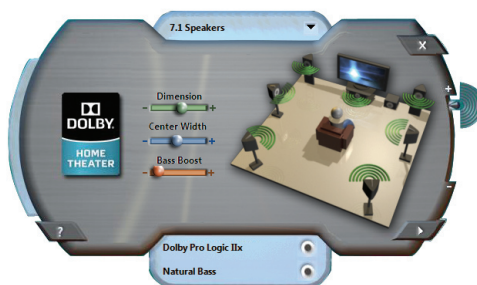 7.1 Speakers
X
Dimension
- +
Center Width
- +
Bass Boost
- +
DOLBY.
HOME
THEATER
+
-
?
Dolby Pro Logic IIx
Natural Bass